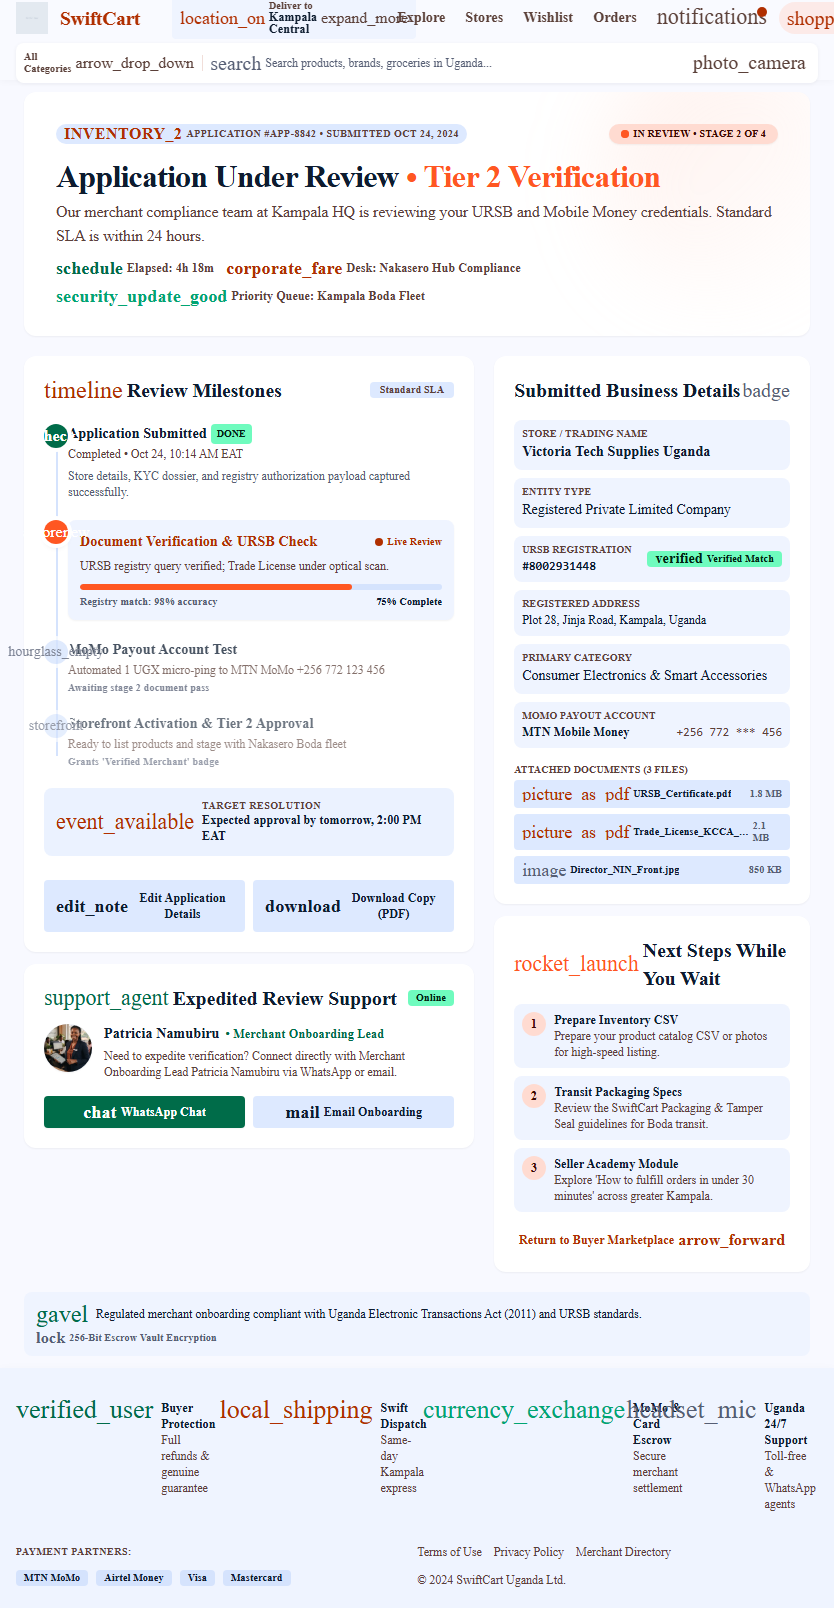 SwiftCart
location_on
Deliver to
Kampala
Central
expand_more
Explore
Stores
Wishlist
Orders
notifications
shopp
All
Categories
arrow_drop_down
search
Search products, brands, groceries in Uganda...
photo_camera
INVENTORY_2 APPLICATION #APP-8842 • SUBMITTED OCT 24, 2024
IN REVIEW • STAGE 2 OF 4
Application Under Review • Tier 2 Verification
Our merchant compliance team at Kampala HQ is reviewing your URSB and Mobile Money credentials. Standard
SLA is within 24 hours.
schedule Elapsed: 4h 18m corporate_fare Desk: Nakasero Hub Compliance
security_update_good Priority Queue: Kampala Boda Fleet
timeline Review Milestones
Standard SLA
hec
Application Submitted DONE
Completed • Oct 24, 10:14 AM EAT
Store details, KYC dossier, and registry authorization payload captured
successfully.
Document Verification & URSB Check
Live Review
URSB registry query verified; Trade License under optical scan.
Registry match: 98% accuracy
75% Complete
hourglass_empty
MoMo Payout Account Test
Automated 1 UGX micro-ping to MTN MoMo +256 772 123 456
Awaiting stage 2 document pass
storefront
Storefront Activation & Tier 2 Approval
Ready to list products and stage with Nakasero Boda fleet
Grants 'Verified Merchant' badge
event_available
TARGET RESOLUTION
Expected approval by tomorrow, 2:00 PM
EAT
edit_note
Edit Application
Details
download
Download Copy
(PDF)
support_agent Expedited Review Support
Online
Patricia Namubiru • Merchant Onboarding Lead
Need to expedite verification? Connect directly with Merchant
Onboarding Lead Patricia Namubiru via WhatsApp or email.
chat WhatsApp Chat
mail Email Onboarding
Submitted Business Details badge
STORE / TRADING NAME
Victoria Tech Supplies Uganda
ENTITY TYPE
Registered Private Limited Company
URSB REGISTRATION
#8002931448
verified Verified Match
REGISTERED ADDRESS
Plot 28, Jinja Road, Kampala, Uganda
PRIMARY CATEGORY
Consumer Electronics & Smart Accessories
MOMO PAYOUT ACCOUNT
MTN Mobile Money
+256 772 *** 456
ATTACHED DOCUMENTS (3 FILES)
picture_as_pdf URSB_Certificate.pdf 1.8 MB
picture_as_pdf Trade_License_KCCA_... 2.1
MB
image Director_NIN_Front.jpg 850 KB
rocket_launch
Next Steps While
You Wait
1
Prepare Inventory CSV
Prepare your product catalog CSV or photos
for high-speed listing.
2
Transit Packaging Specs
Review the SwiftCart Packaging & Tamper
Seal guidelines for Boda transit.
3
Seller Academy Module
Explore 'How to fulfill orders in under 30
minutes' across greater Kampala.
Return to Buyer Marketplace arrow_forward
gavel Regulated merchant onboarding compliant with Uganda Electronic Transactions Act (2011) and URSB standards.
lock 256-Bit Escrow Vault Encryption
verified_user
Buyer
Protection
Full
refunds &
genuine
guarantee
local_shipping
Swift
Dispatch
Same-
day
Kampala
express
currency_exchange
MoMo &
Card
Escrow
Secure
merchant
settlement
headset_mic
Uganda
24/7
Support
Toll-free
&
WhatsApp
agents
PAYMENT PARTNERS:
MTN MoMo
Airtel Money
Visa
Mastercard
Terms of Use
Privacy Policy
Merchant Directory
© 2024 SwiftCart Uganda Ltd.